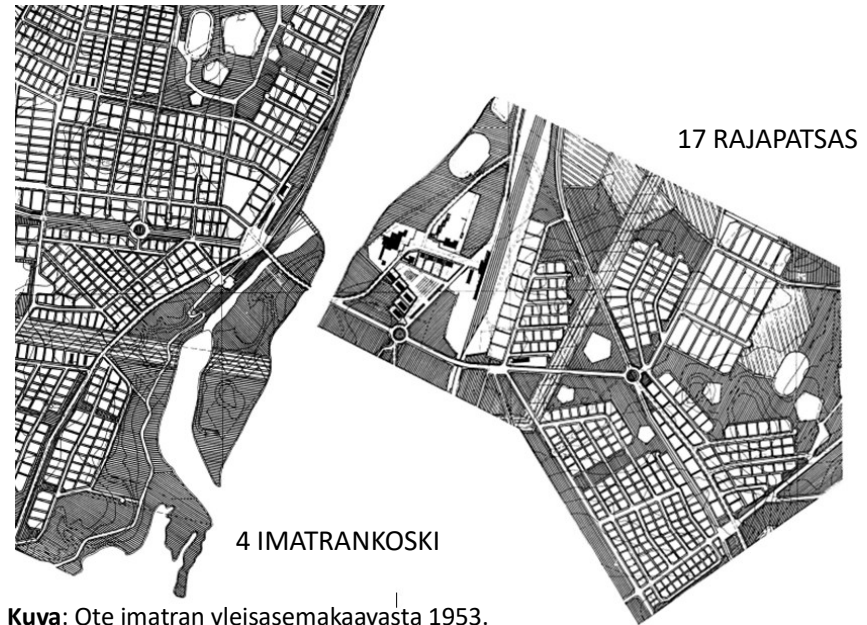 17 RAJAPATSAS
4 IMATRANKOSKI
Kuva: Ote imatran yleisasemakaavasta 1953.